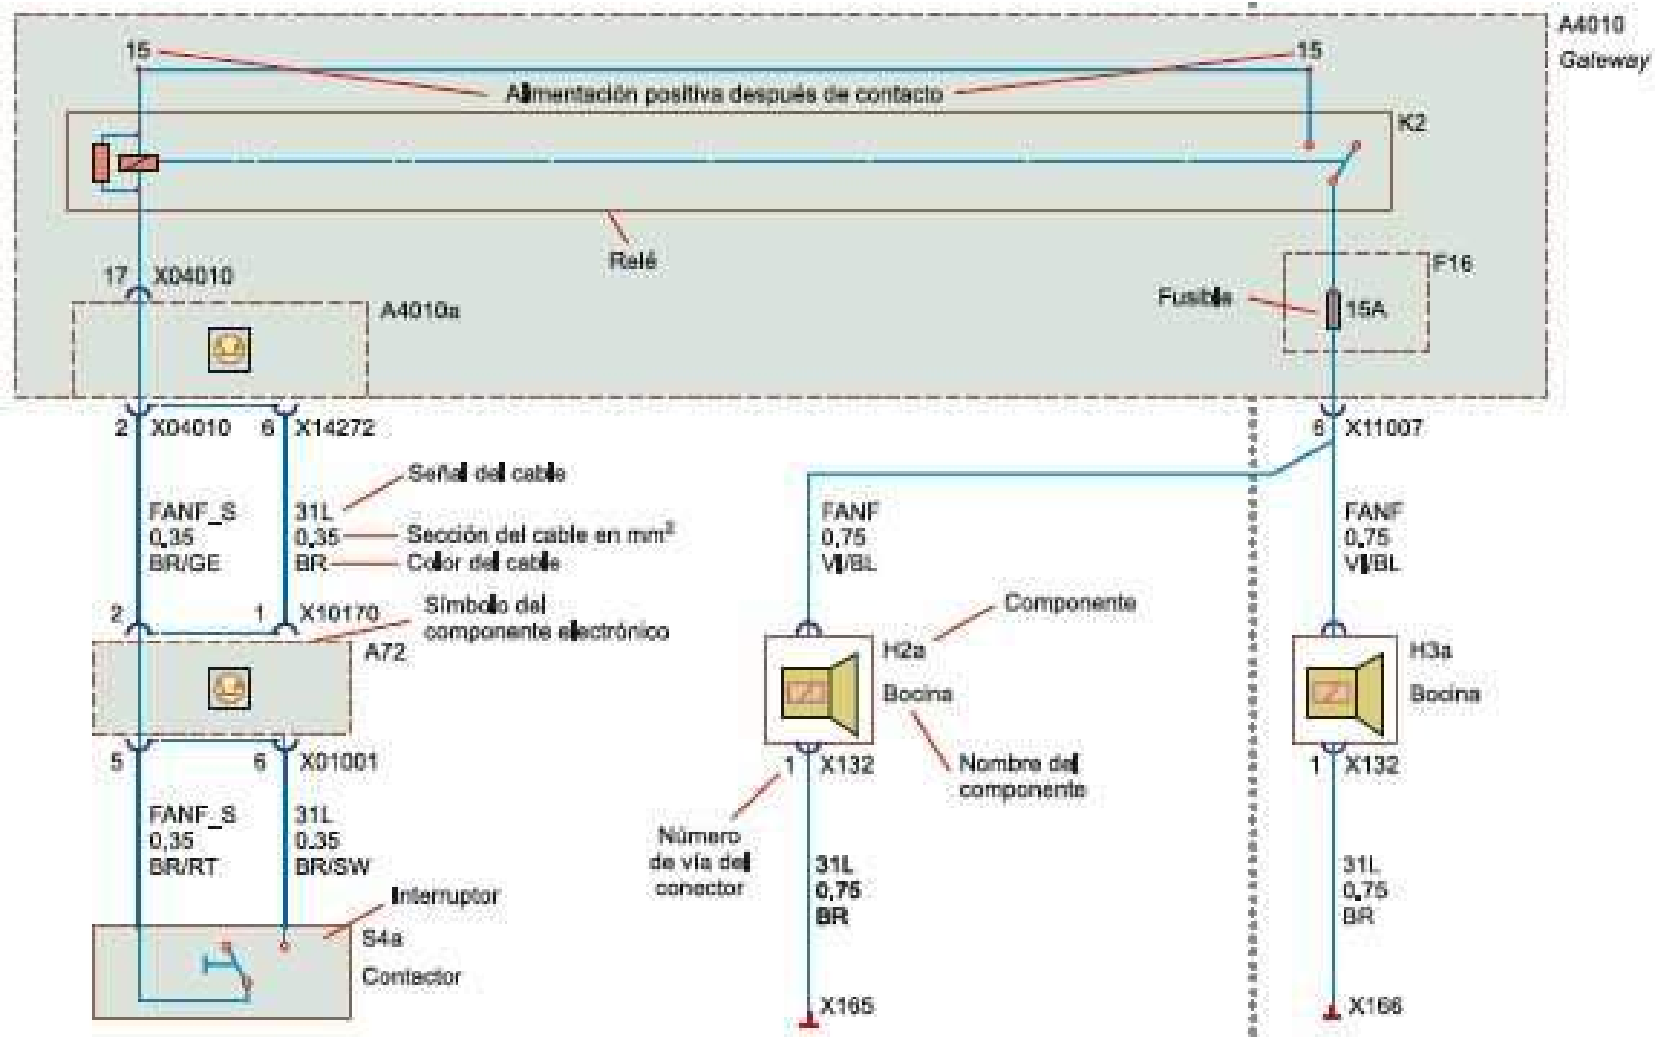 A4010
Gateway
15
15
Alimentación positiva después de contacto
K2
Relé
17 X04010
F16
Fusible
15A
A4010a
2 X04010 6 X14272
6 X11007
Señal del cable
FANF_S
0,35
BR/GE
31L
0,35
BR
Sección del cable en mm²
Color del cable
FANF
0,75
VI/BL
FANF
0,75
VI/BL
2 1 X10170
Símbolo del
componente electrónico
Componente
A72
H2a
Bocina
H3a
Bocina
5 6 X01001
1 X132
Nombre del
componente
1 X132
FANF_S
0,35
BR/RT
31L
0,35
BR/SW
Número
de vía del
conector
31L
0,75
BR
31L
0,75
BR
Interruptor
S4a
Contactor
X165
X166